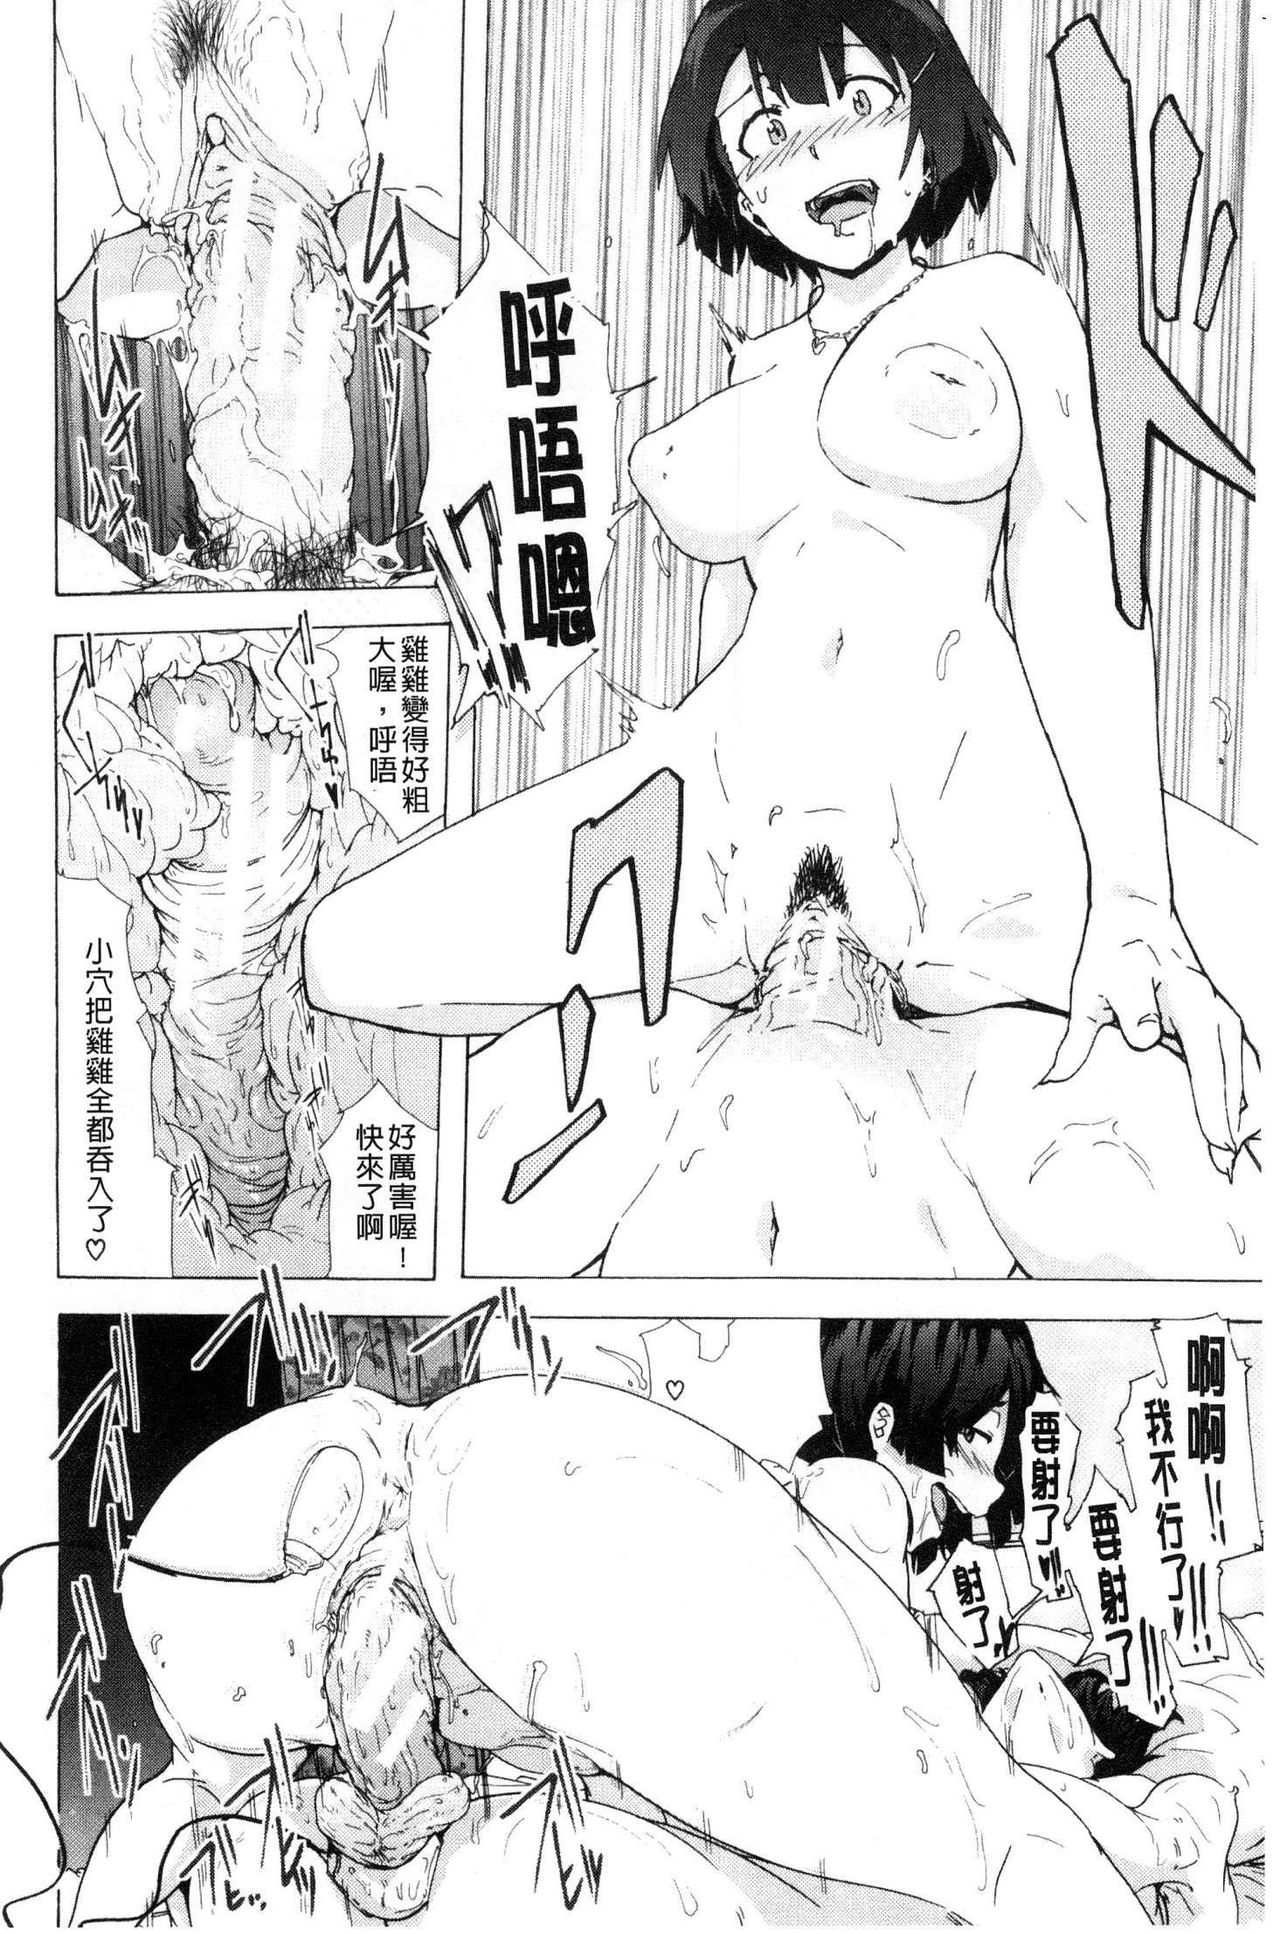 呼唔嗯
雞雞變得好粗
大喔，呼唔
小穴把雞雞全都吞入了♡
好厲害喔！
快來了啊
啊啊!!
我不行了!!
要射了!!
要射了!!
射了